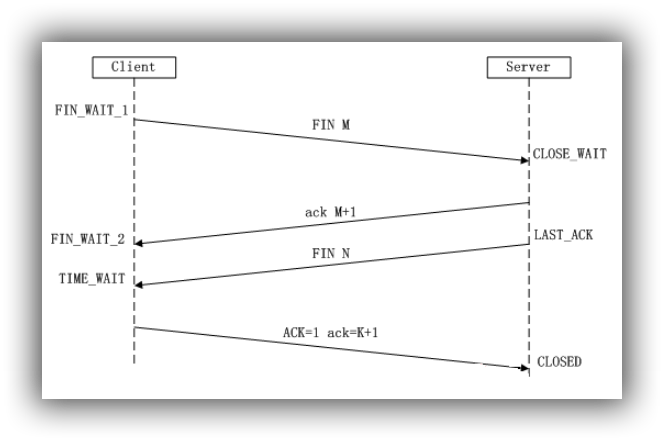 Client
Server
FIN_WAIT_1
FIN M
CLOSE_WAIT
ack M+1
FIN_WAIT_2
LAST_ACK
FIN N
TIME_WAIT
ACK=1 ack=K+1
CLOSED